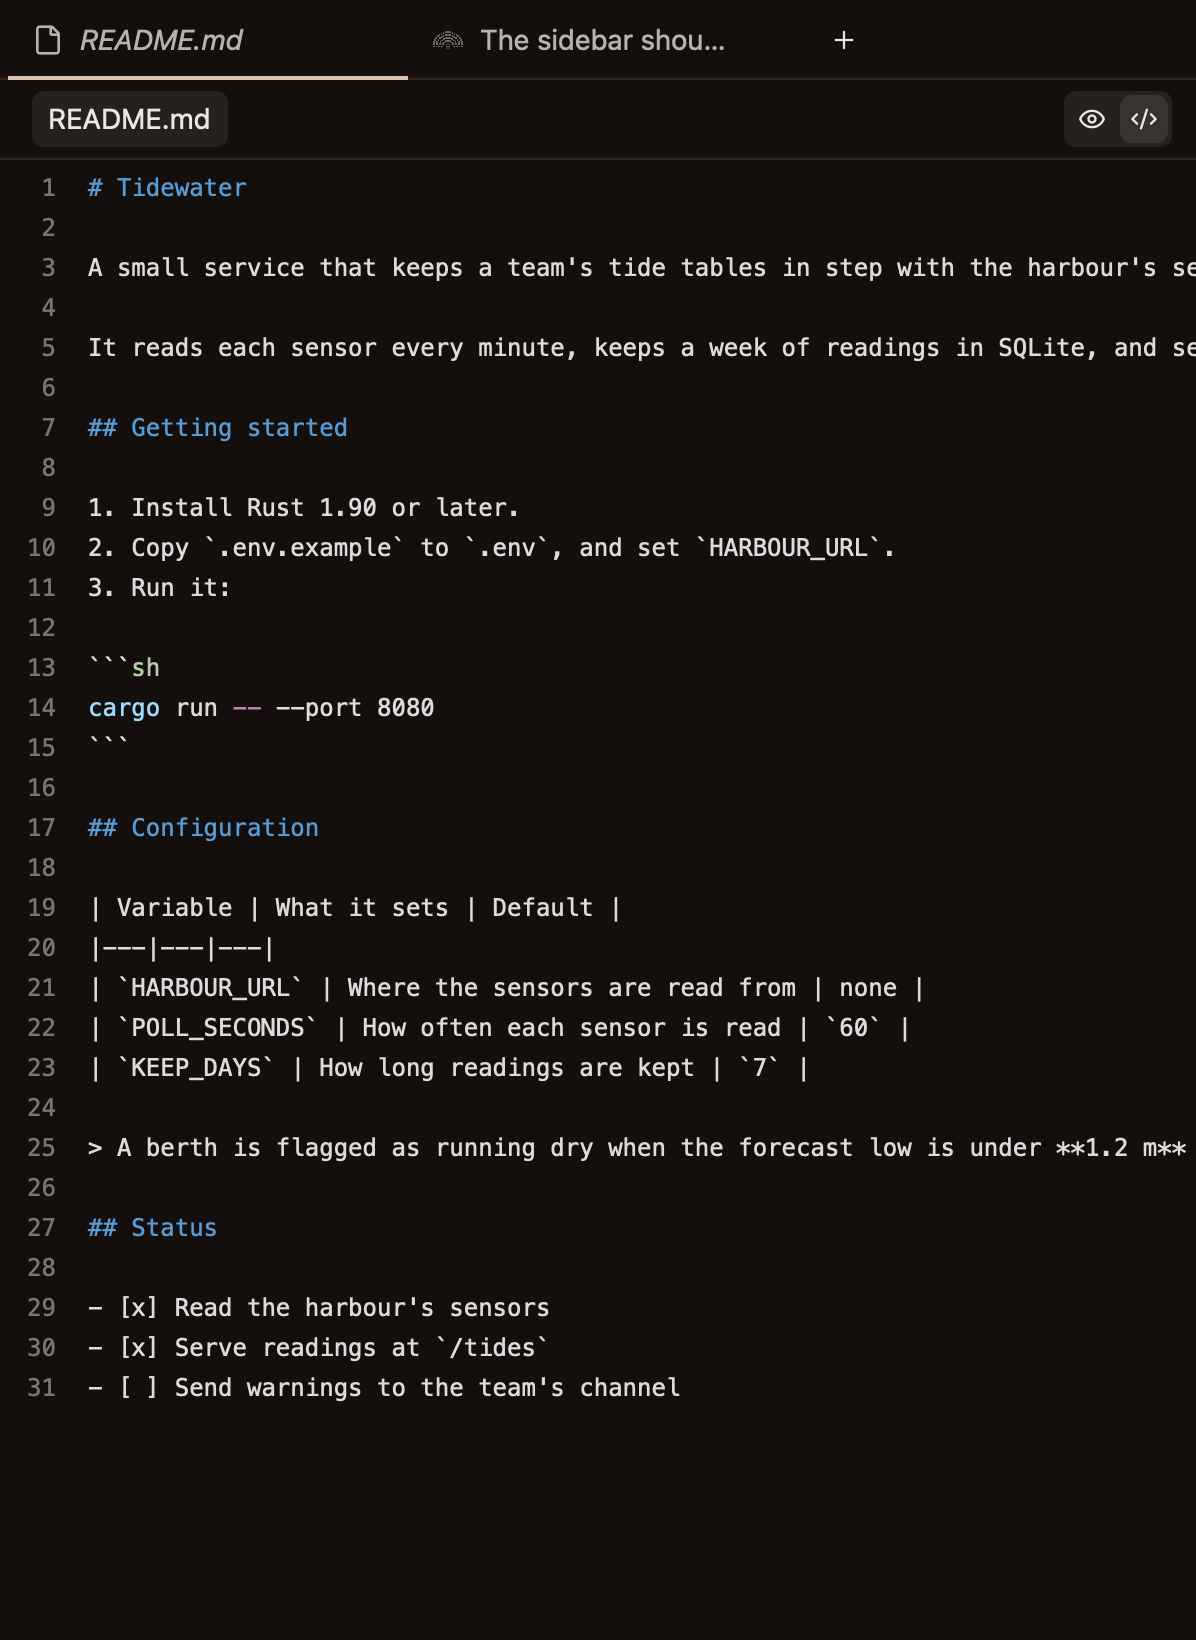 README.md
The sidebar shou...
+
README.md
</>
1 # Tidewater
2
3 A small service that keeps a team's tide tables in step with the harbour's se
4
5 It reads each sensor every minute, keeps a week of readings in SQLite, and se
6
7 ## Getting started
8
9 1. Install Rust 1.90 or later.
10 2. Copy `.env.example` to `.env`, and set `HARBOUR_URL`.
11 3. Run it:
12
13 ```sh
14 cargo run -- --port 8080
15 ```
16
17 ## Configuration
18
19 | Variable | What it sets | Default |
20 |---|---|---|
21 | `HARBOUR_URL` | Where the sensors are read from | none |
22 | `POLL_SECONDS` | How often each sensor is read | `60` |
23 | `KEEP_DAYS` | How long readings are kept | `7` |
24
25 > A berth is flagged as running dry when the forecast low is under **1.2 m**
26
27 ## Status
28
29 - [x] Read the harbour's sensors
30 - [x] Serve readings at `/tides`
31 - [ ] Send warnings to the team's channel